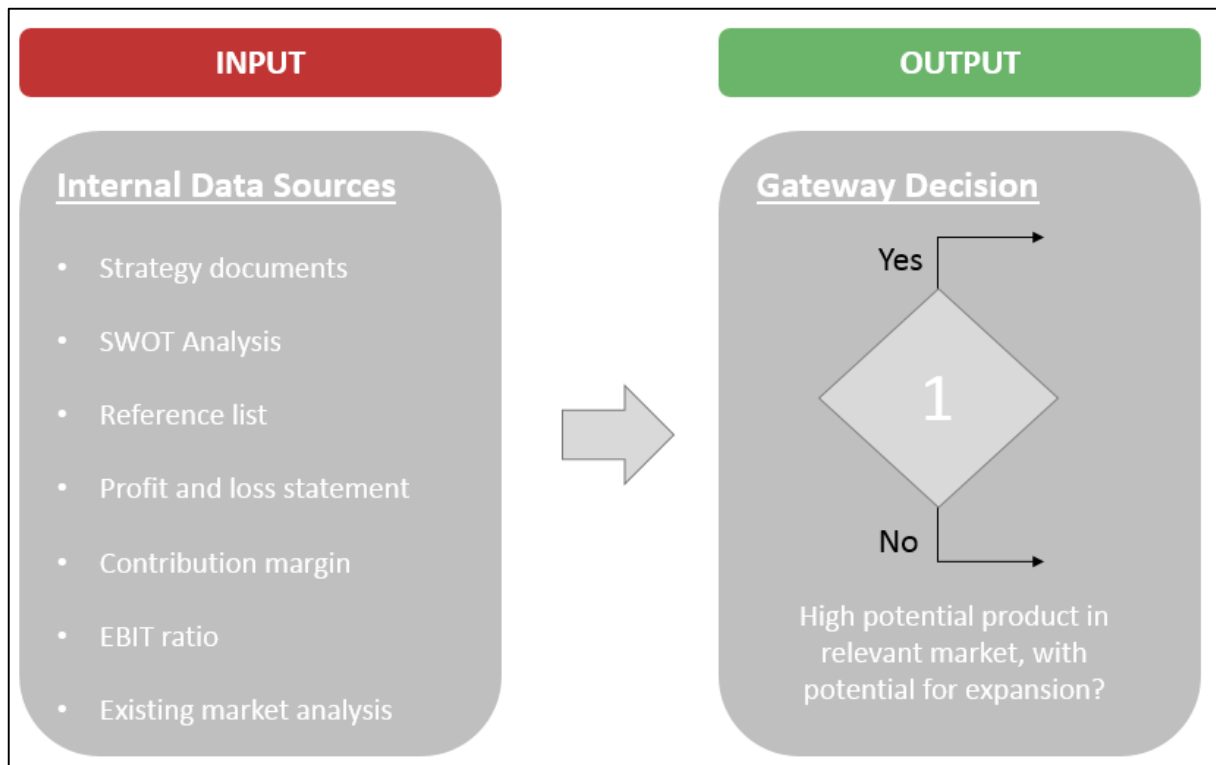 INPUT
OUTPUT
Internal Data Sources
• Strategy documents
• SWOT Analysis
• Reference list
• Profit and loss statement
• Contribution margin
• EBIT ratio
• Existing market analysis
Gateway Decision
Yes
1
No
High potential product in
relevant market, with
potential for expansion?